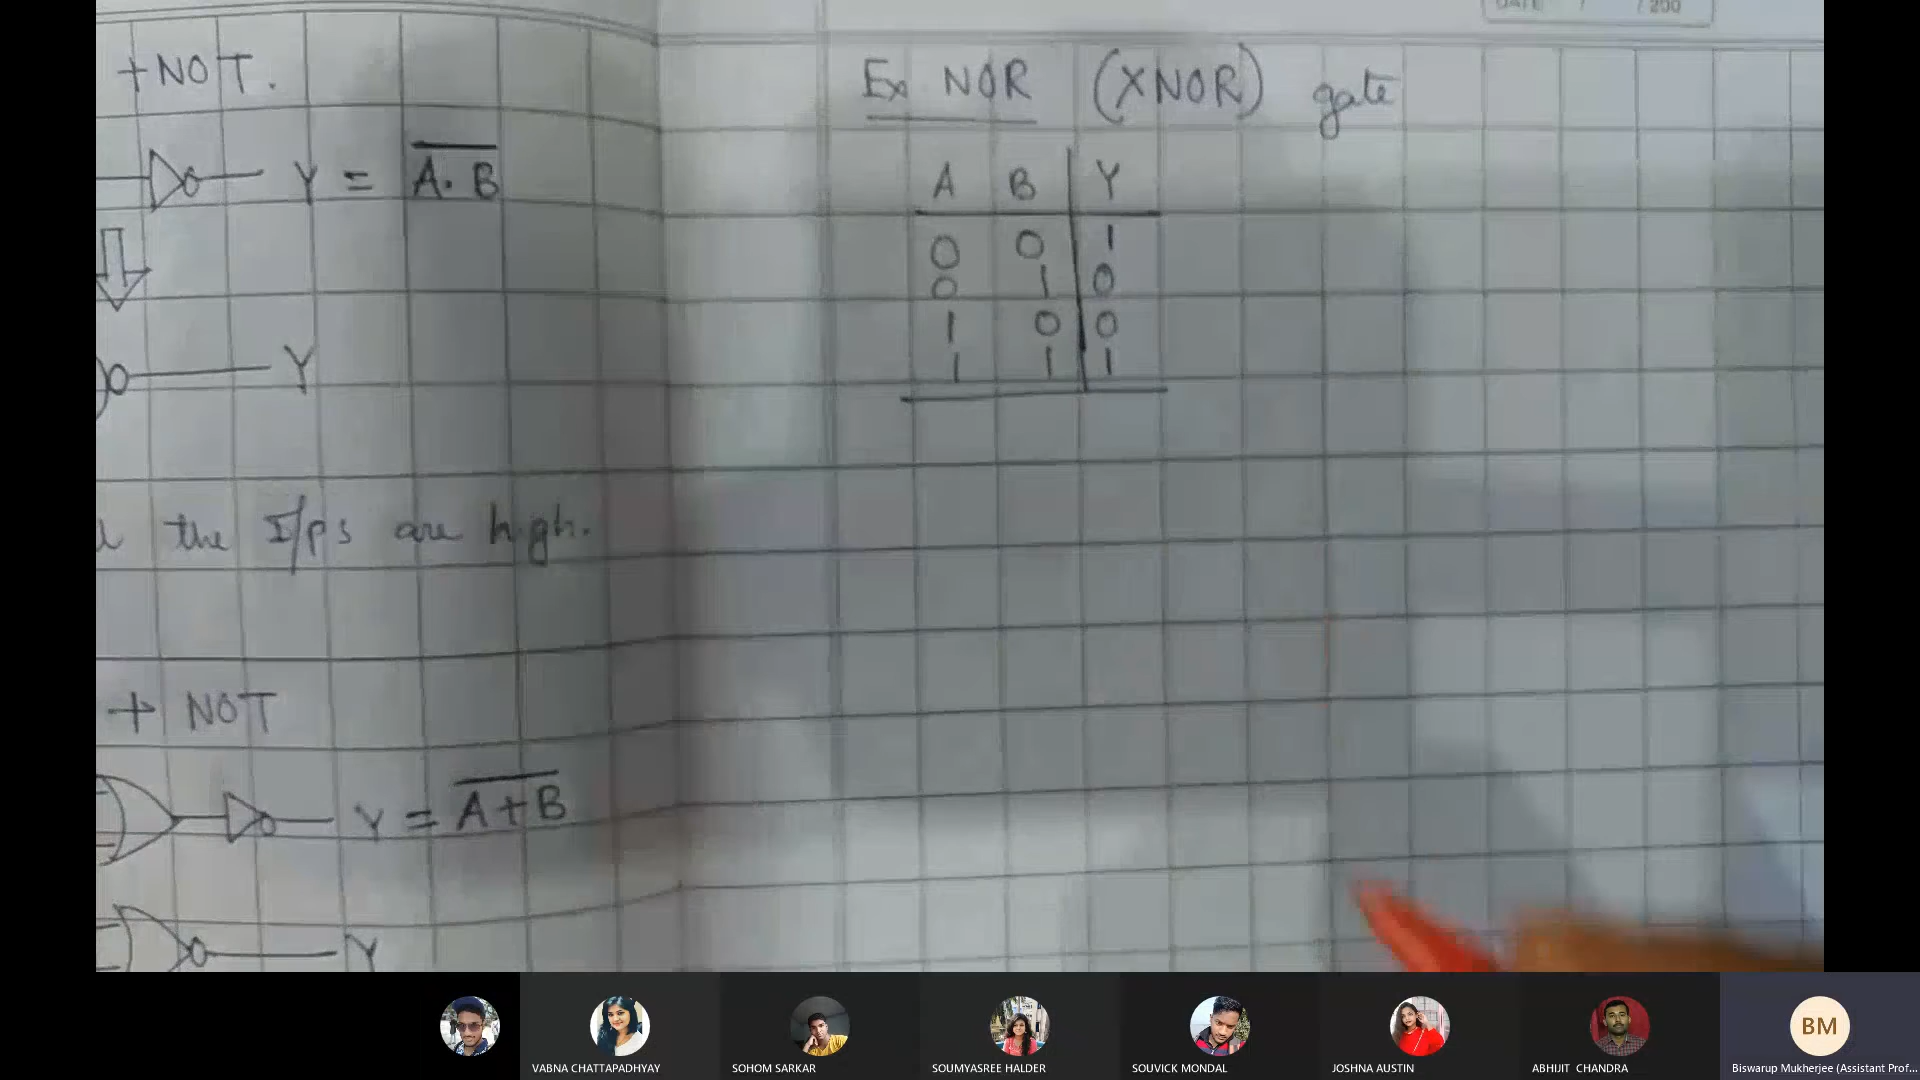 +NOT.
Y = A. B
Y
the I/ps are high.
+ NOT
Y = A+B
Y
DATE / / 200
Ex NOR (XNOR) gate
A B Y
0 0 1
0 1 0
1 0 0
1 1 1
VABNA CHATTAPADHYAY
SOHOM SARKAR
SOUMYASREE HALDER
SOUVICK MONDAL
JOSHNA AUSTIN
ABHIJIT CHANDRA
BM
Biswarup Mukherjee (Assistant Prof...